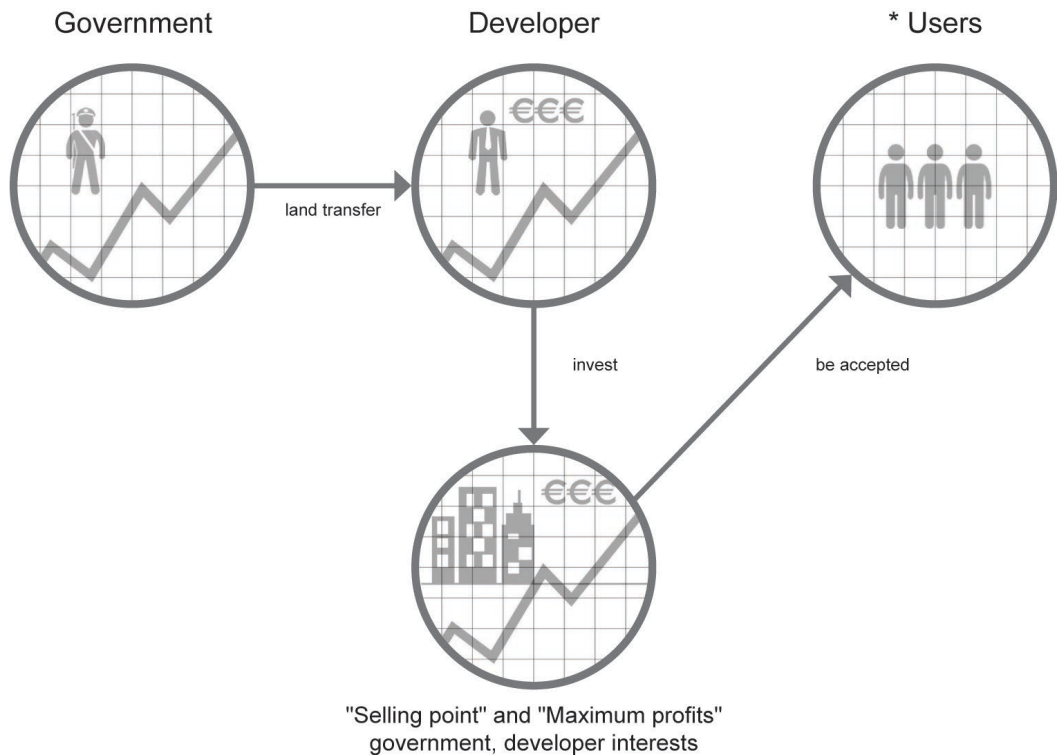 Government
Developer
* Users
€€€
land transfer
invest
be accepted
€€€
"Selling point" and "Maximum profits"
government, developer interests